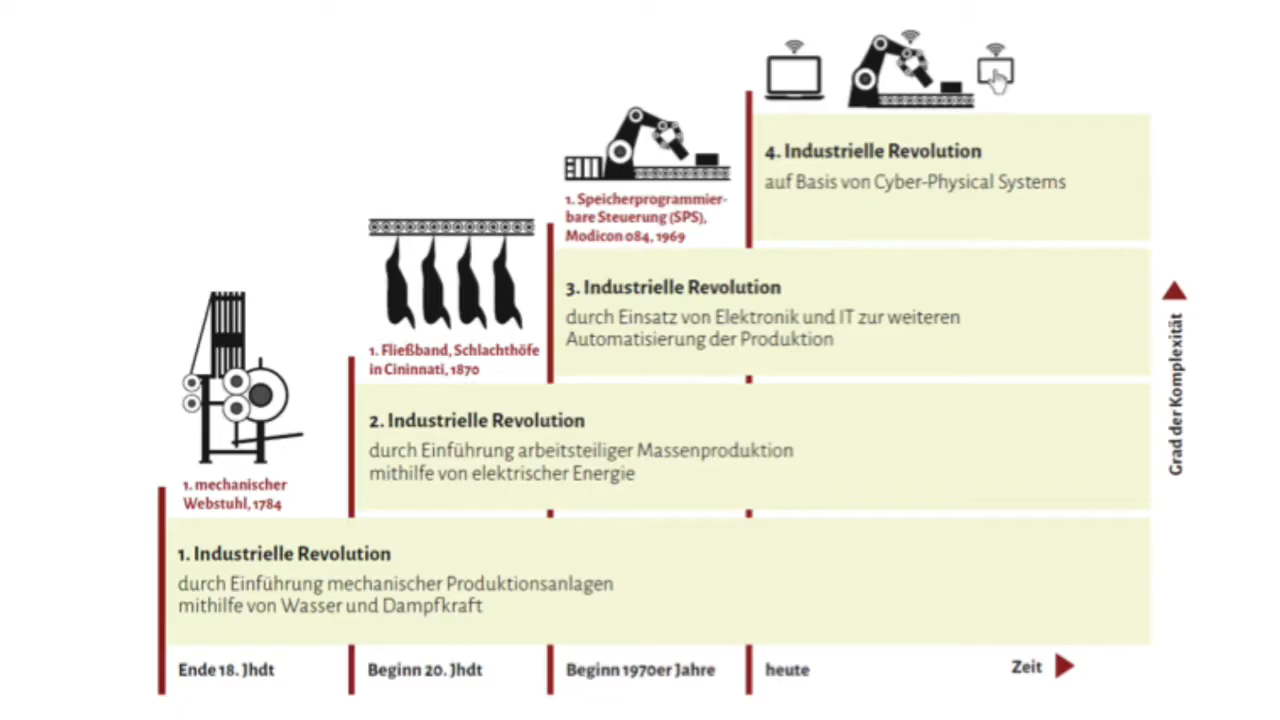 4. Industrielle Revolution
auf Basis von Cyber-Physical Systems
1. Speicherprogrammier-
bare Steuerung (SPS),
Modicon 084, 1969
3. Industrielle Revolution
durch Einsatz von Elektronik und IT zur weiteren
Automatisierung der Produktion
1. Fließband, Schlachthöfe
in Cininnati, 1870
2. Industrielle Revolution
durch Einführung arbeitsteiliger Massenproduktion
mithilfe von elektrischer Energie
1. mechanischer
Webstuhl, 1784
1. Industrielle Revolution
durch Einführung mechanischer Produktionsanlagen
mithilfe von Wasser und Dampfkraft
Ende 18. Jhdt
Beginn 20. Jhdt
Beginn 1970er Jahre
heute
Zeit
Grad der Komplexität